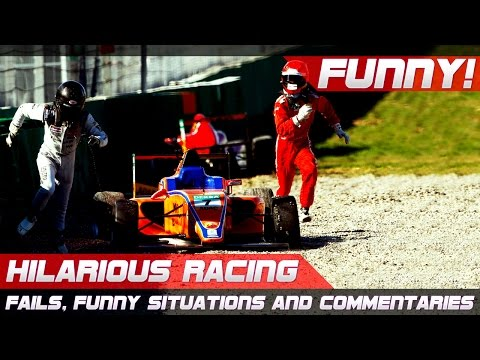 FUNNY!
HILARIOUS RACING
FAILS, FUNNY SITUATIONS AND COMMENTARIES